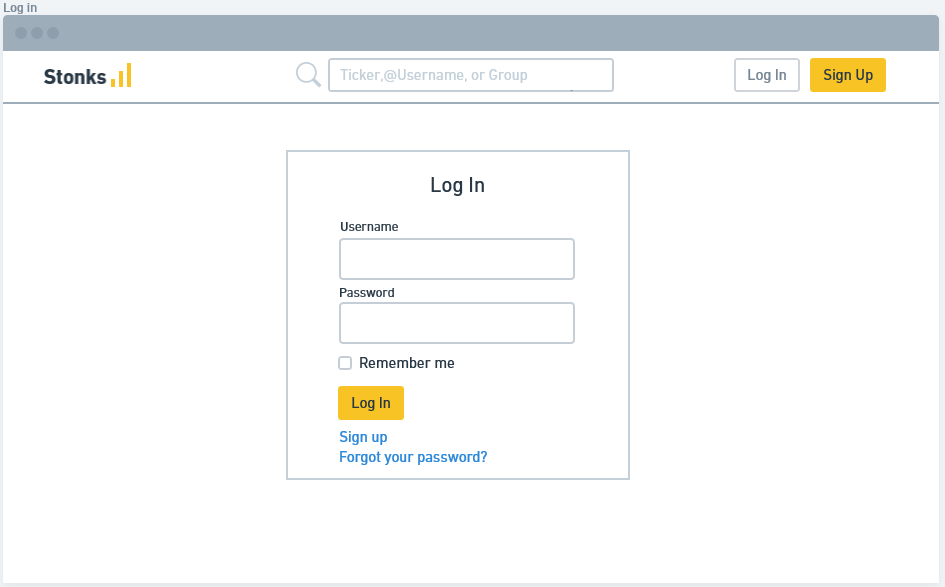 Log in
Stonks
Ticker,@Username, or Group
Log In
Sign Up
Log In
Username
Password
Remember me
Log In
Sign up
Forgot your password?